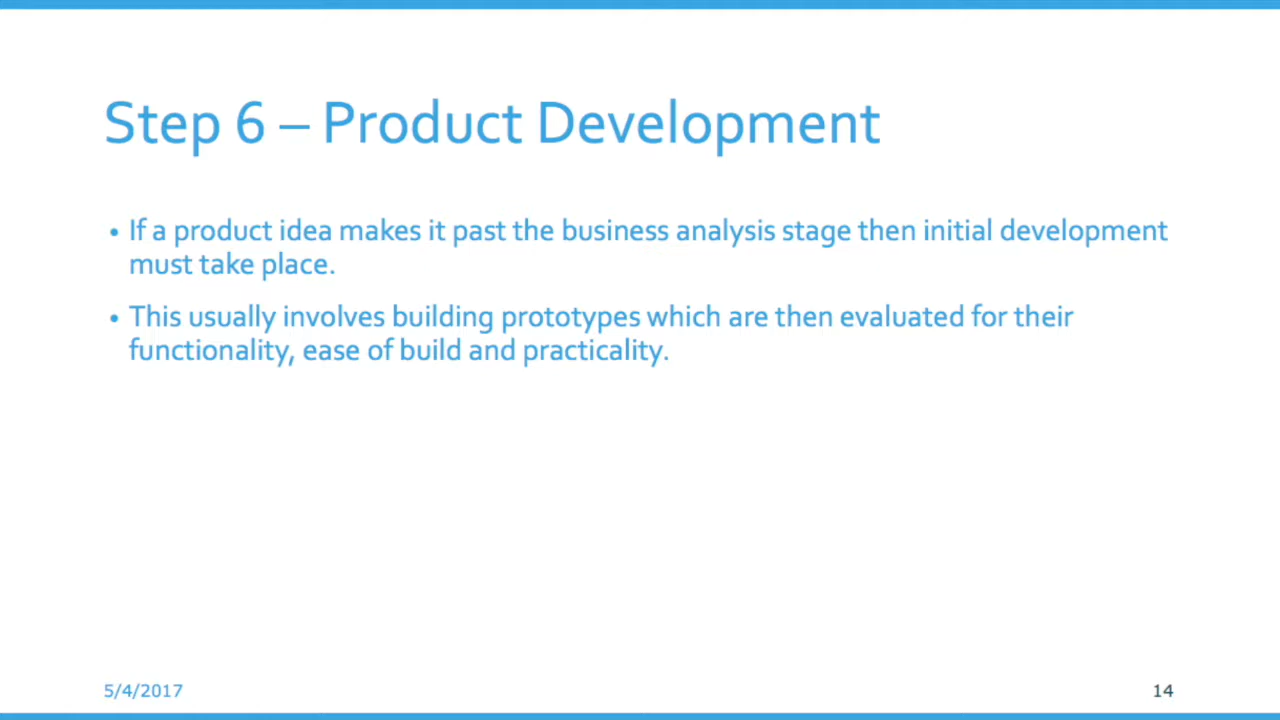 Step 6 – Product Development
• If a product idea makes it past the business analysis stage then initial development
must take place.
• This usually involves building prototypes which are then evaluated for their
functionality, ease of build and practicality.
5/4/2017
14